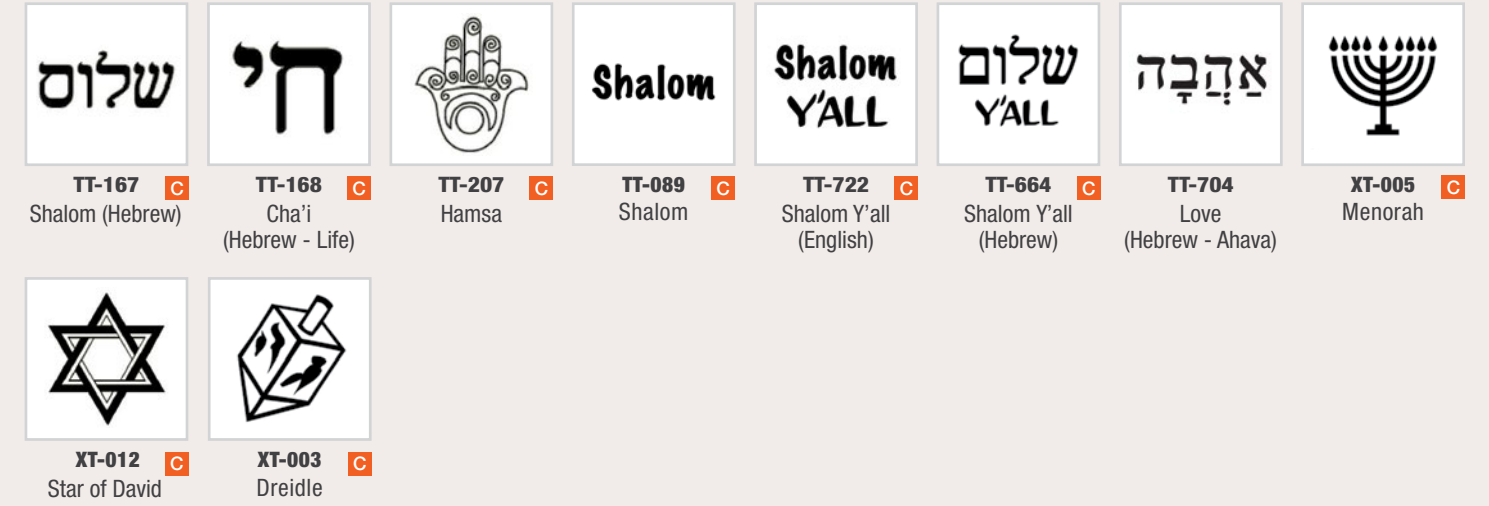 שלום
TT-167 C
Shalom (Hebrew)
חי
TT-168 C
Cha’i
(Hebrew - Life)
TT-207 C
Hamsa
Shalom
TT-089 C
Shalom
Shalom
Y'ALL
TT-722 C
Shalom Y’all
(English)
שלום
Y'ALL
TT-664 C
Shalom Y’all
(Hebrew)
אַהֲבָה
TT-704
Love
(Hebrew - Ahava)
XT-005 C
Menorah
XT-012 C
Star of David
XT-003 C
Dreidle